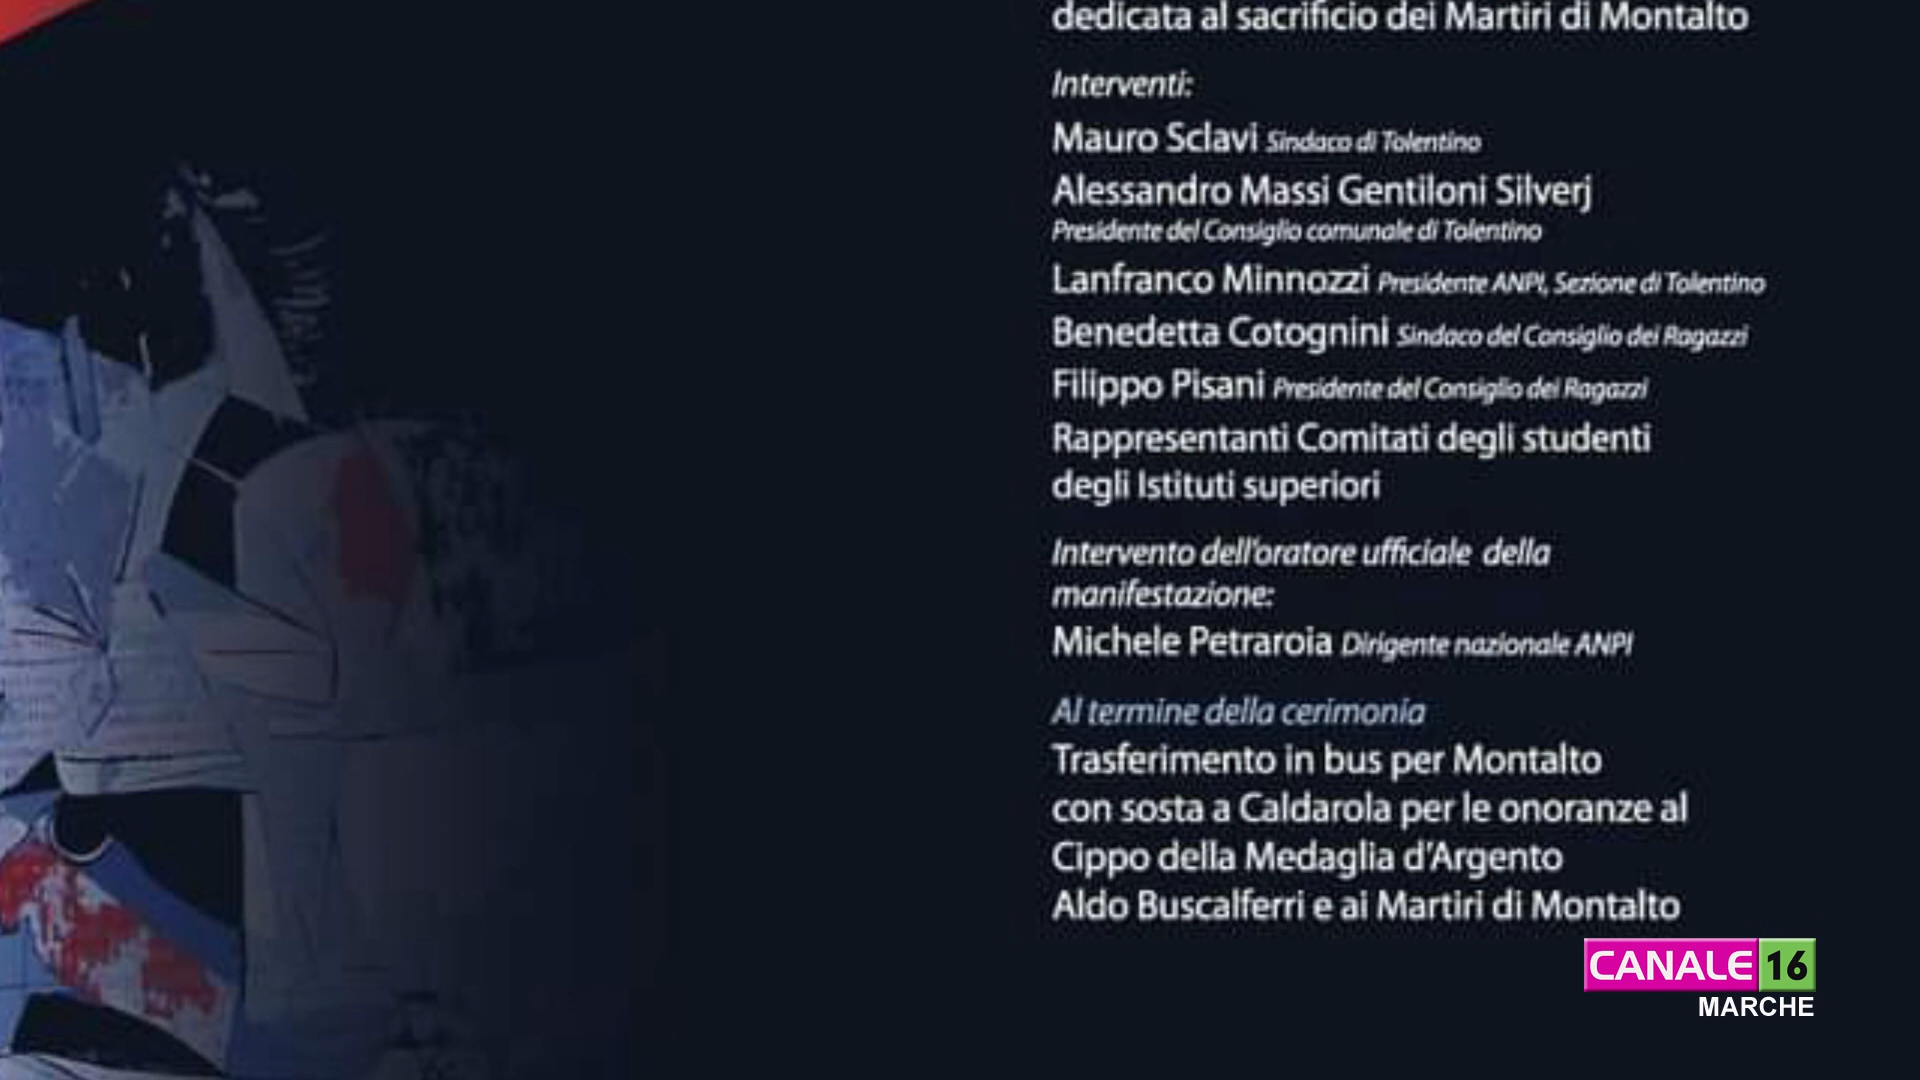 dedicata al sacrificio dei Martiri di Montalto
Interventi:
Mauro Sclavi Sindaco di Tolentino
Alessandro Massi Gentiloni Silverj
Presidente del Consiglio comunale di Tolentino
Lanfranco Minnozzi Presidente ANPI, Sezione di Tolentino
Benedetta Cotognini Sindaco del Consiglio dei Ragazzi
Filippo Pisani Presidente del Consiglio dei Ragazzi
Rappresentanti Comitati degli studenti
degli Istituti superiori
Intervento dell'oratore ufficiale della
manifestazione:
Michele Petraroia Dirigente nazionale ANPI
Al termine della cerimonia
Trasferimento in bus per Montalto
con sosta a Caldarola per le onoranze al
Cippo della Medaglia d'Argento
Aldo Buscalferri e ai Martiri di Montalto
CANALE 16
MARCHE